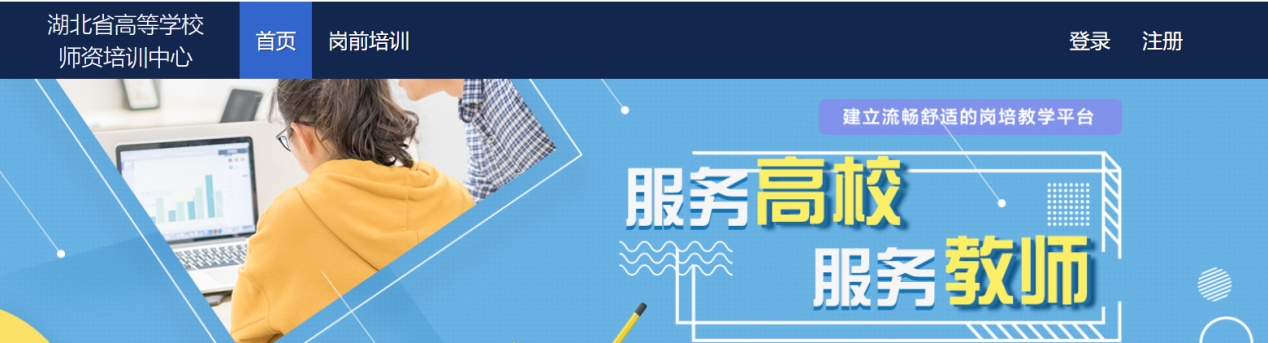 湖北省高等学校
师资培训中心
首页
岗前培训
登录
注册
建立流畅舒适的岗培教学平台
服务高校
服务教师